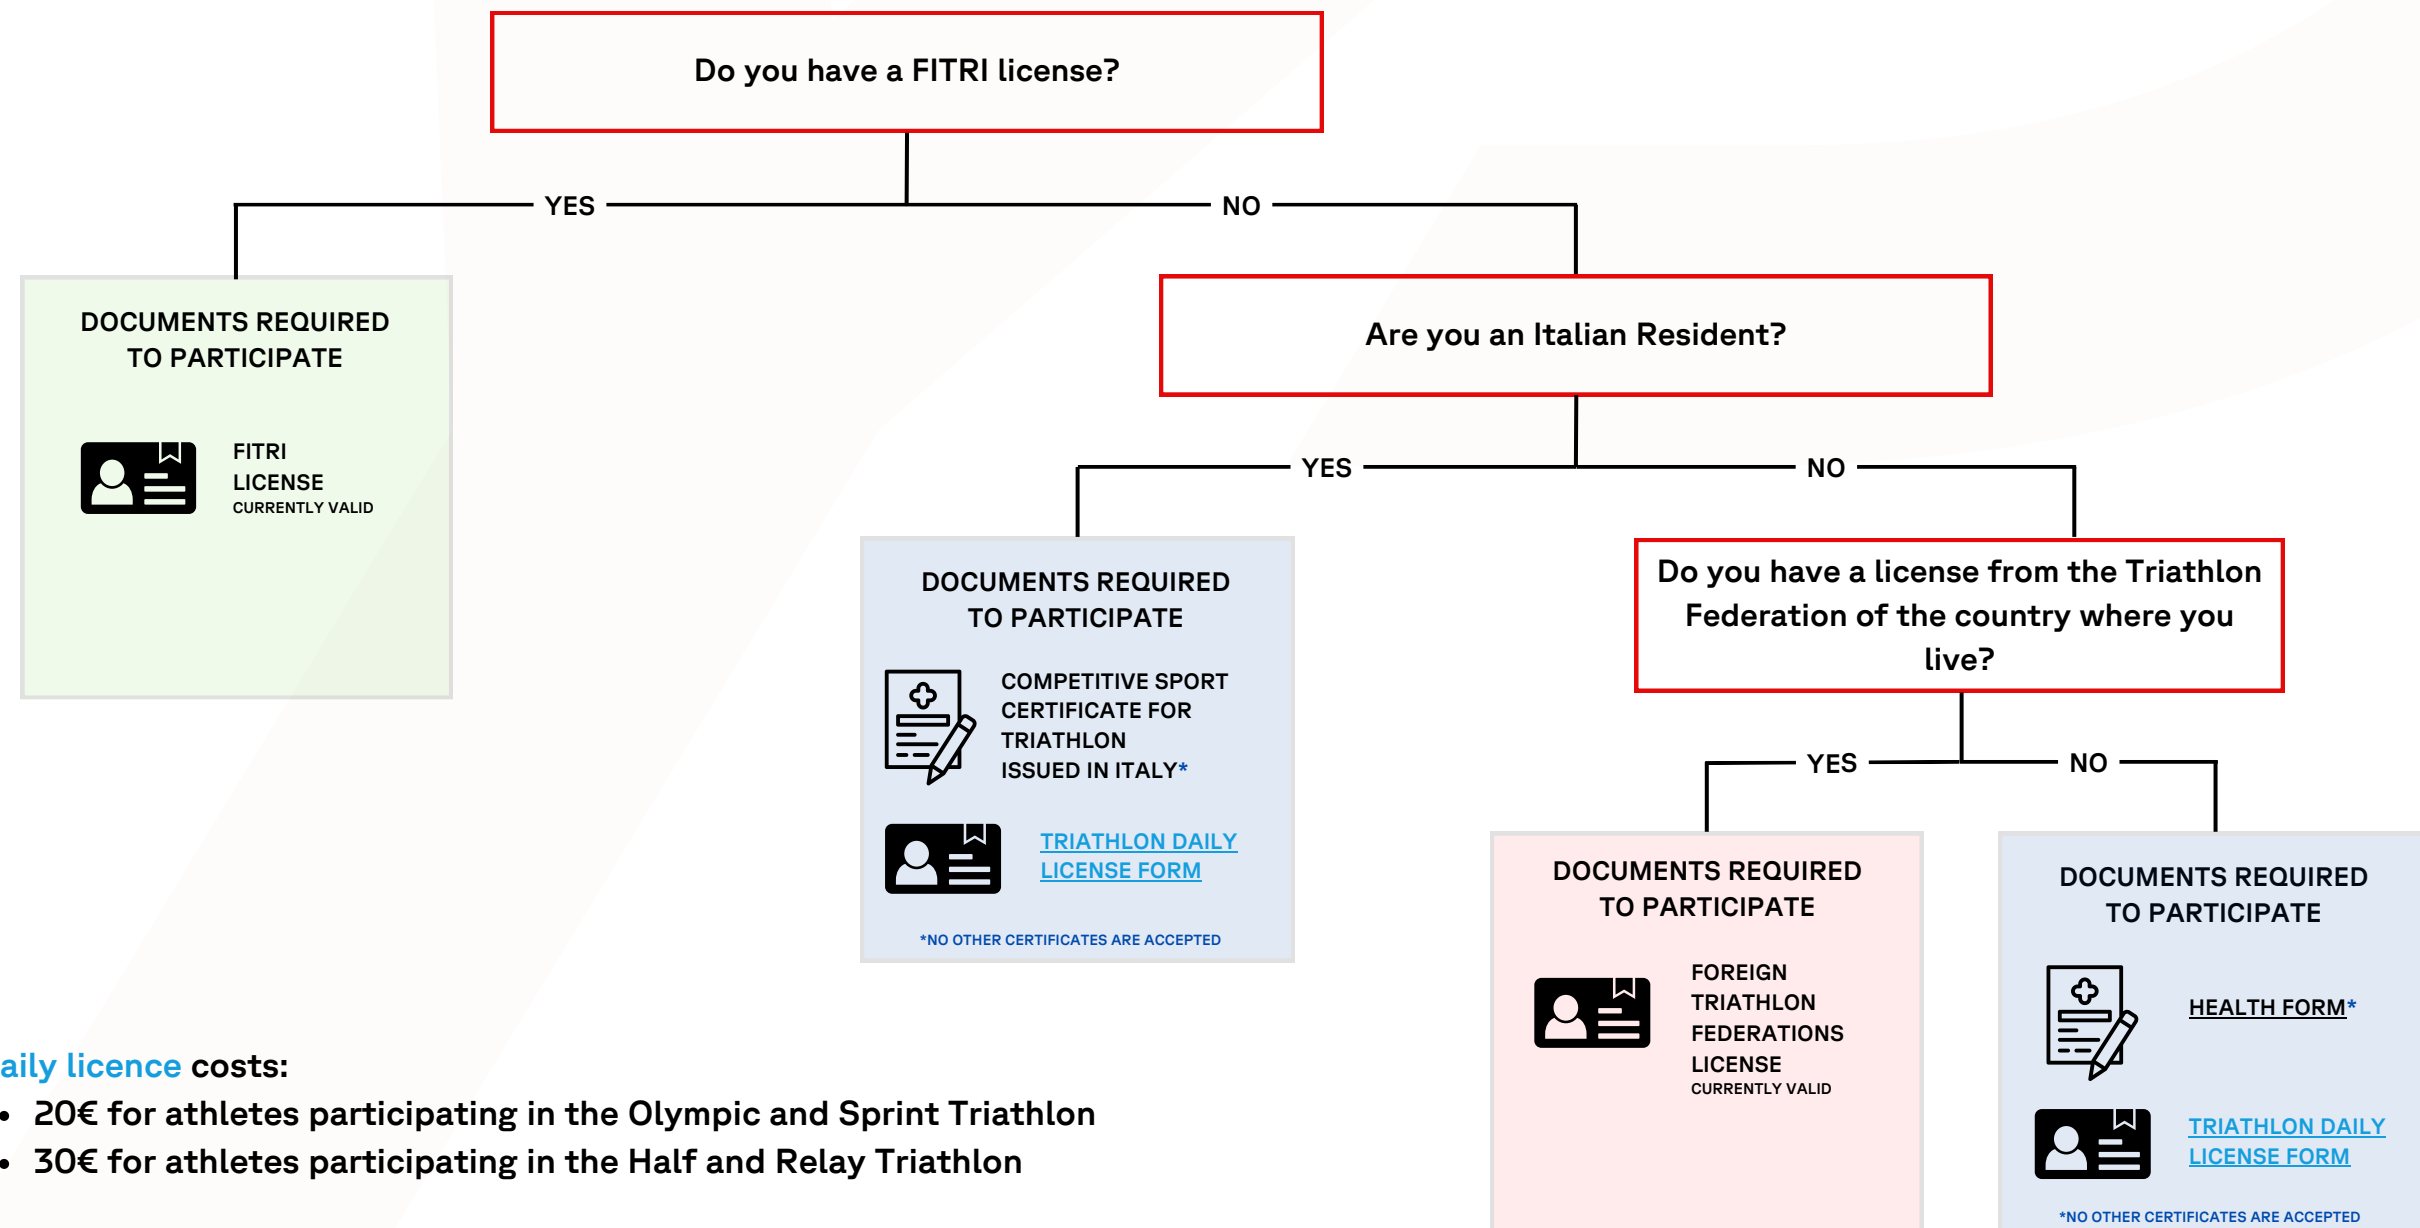 Do you have a FITRI license?
YES
NO
DOCUMENTS REQUIRED
TO PARTICIPATE
FITRI
LICENSE
CURRENTLY VALID
Are you an Italian Resident?
YES
NO
DOCUMENTS REQUIRED
TO PARTICIPATE
COMPETITIVE SPORT
CERTIFICATE FOR
TRIATHLON
ISSUED IN ITALY*
TRIATHLON DAILY
LICENSE FORM
*NO OTHER CERTIFICATES ARE ACCEPTED
Do you have a license from the Triathlon
Federation of the country where you
live?
YES
NO
DOCUMENTS REQUIRED
TO PARTICIPATE
FOREIGN
TRIATHLON
FEDERATIONS
LICENSE
CURRENTLY VALID
DOCUMENTS REQUIRED
TO PARTICIPATE
HEALTH FORM*
TRIATHLON DAILY
LICENSE FORM
*NO OTHER CERTIFICATES ARE ACCEPTED
aily licence costs:
• 20€ for athletes participating in the Olympic and Sprint Triathlon
• 30€ for athletes participating in the Half and Relay Triathlon